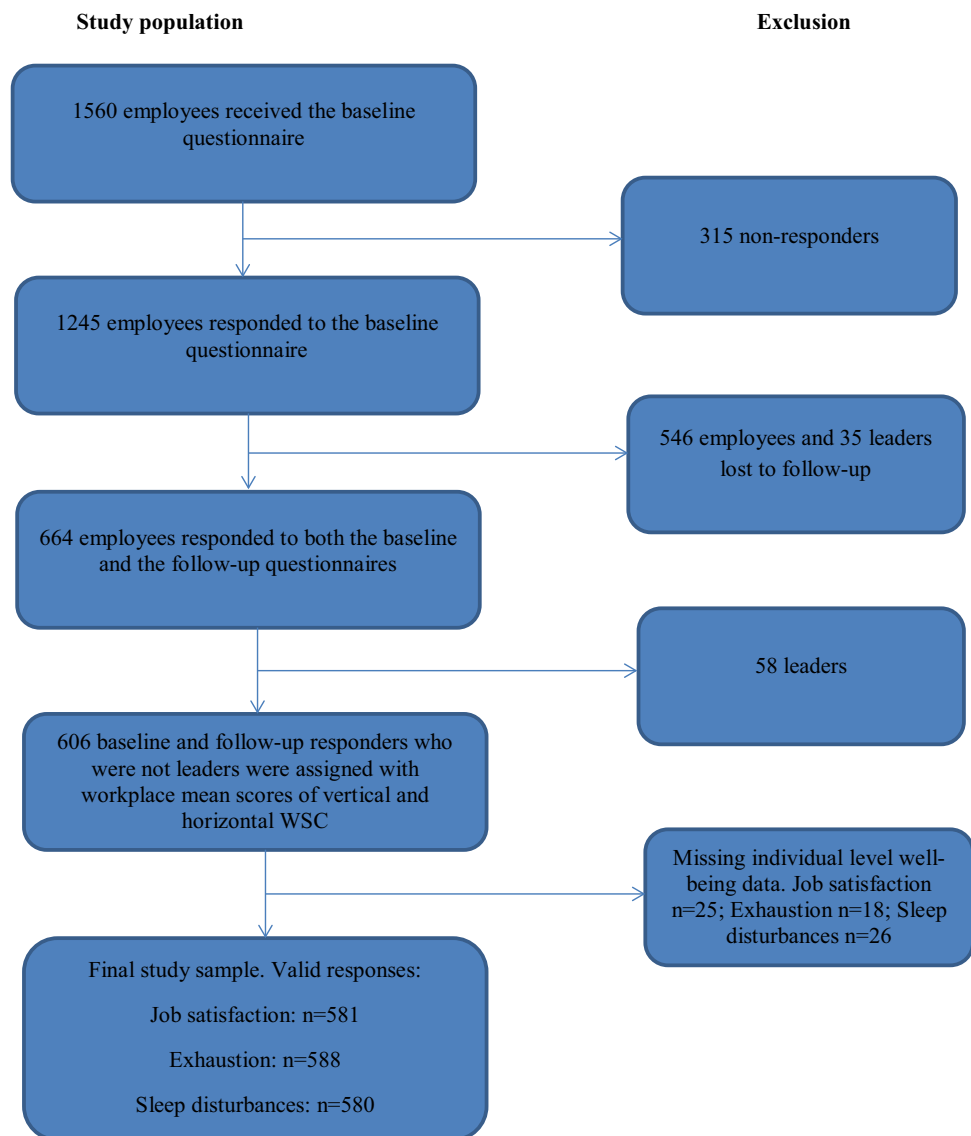 Study population
Exclusion
1560 employees received the baseline
questionnaire
315 non-responders
1245 employees responded to the baseline
questionnaire
546 employees and 35 leaders
lost to follow-up
664 employees responded to both the baseline
and the follow-up questionnaires
58 leaders
606 baseline and follow-up responders who
were not leaders were assigned with
workplace mean scores of vertical and
horizontal WSC
Missing individual level well-
being data. Job satisfaction
n=25; Exhaustion n=18; Sleep
disturbances n=26
Final study sample. Valid responses:
Job satisfaction: n=581
Exhaustion: n=588
Sleep disturbances: n=580